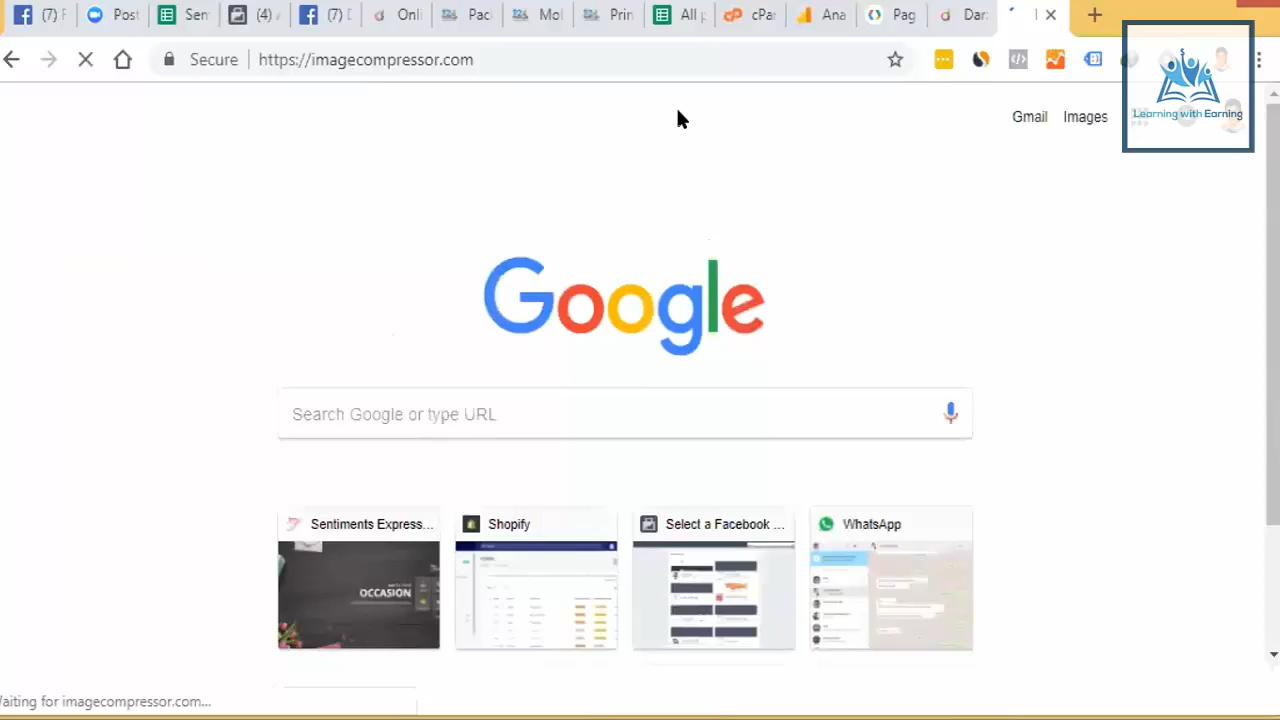 (7) F
Post
Sen
(4)
(7) D
Onli
Pac
Mol
Prin
All p
cPa
Ana
Pag
Dar
Secure https://imagecompressor.com
Gmail Images
Learning with Earning
Google
Search Google or type URL
Sentiments Express...
Shopify
Select a Facebook ...
WhatsApp
OCCASION
Waiting for imagecompressor.com...